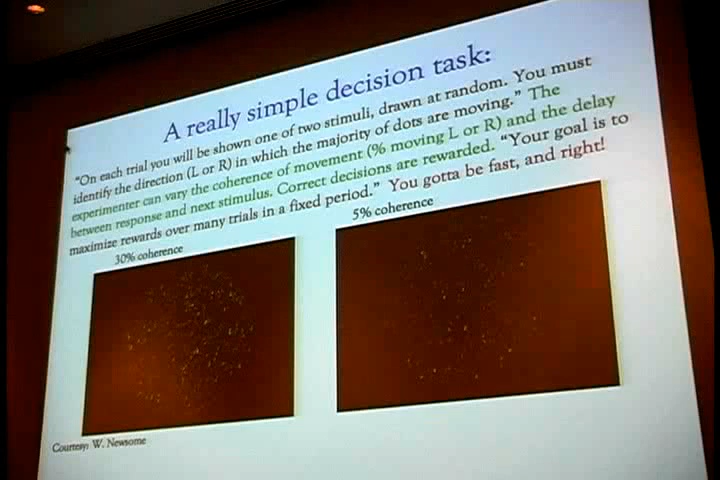 A really simple decision task:
"On each trial you will be shown one of two stimuli, drawn at random. You must
identify the direction (L or R) in which the majority of dots are moving." The
experimenter can vary the coherence of movement (% moving L or R) and the delay
between response and next stimulus. Correct decisions are rewarded. "Your goal is to
maximize rewards over many trials in a fixed period." You gotta be fast, and right!
30% coherence
5% coherence
Courtesy: W. Newsome